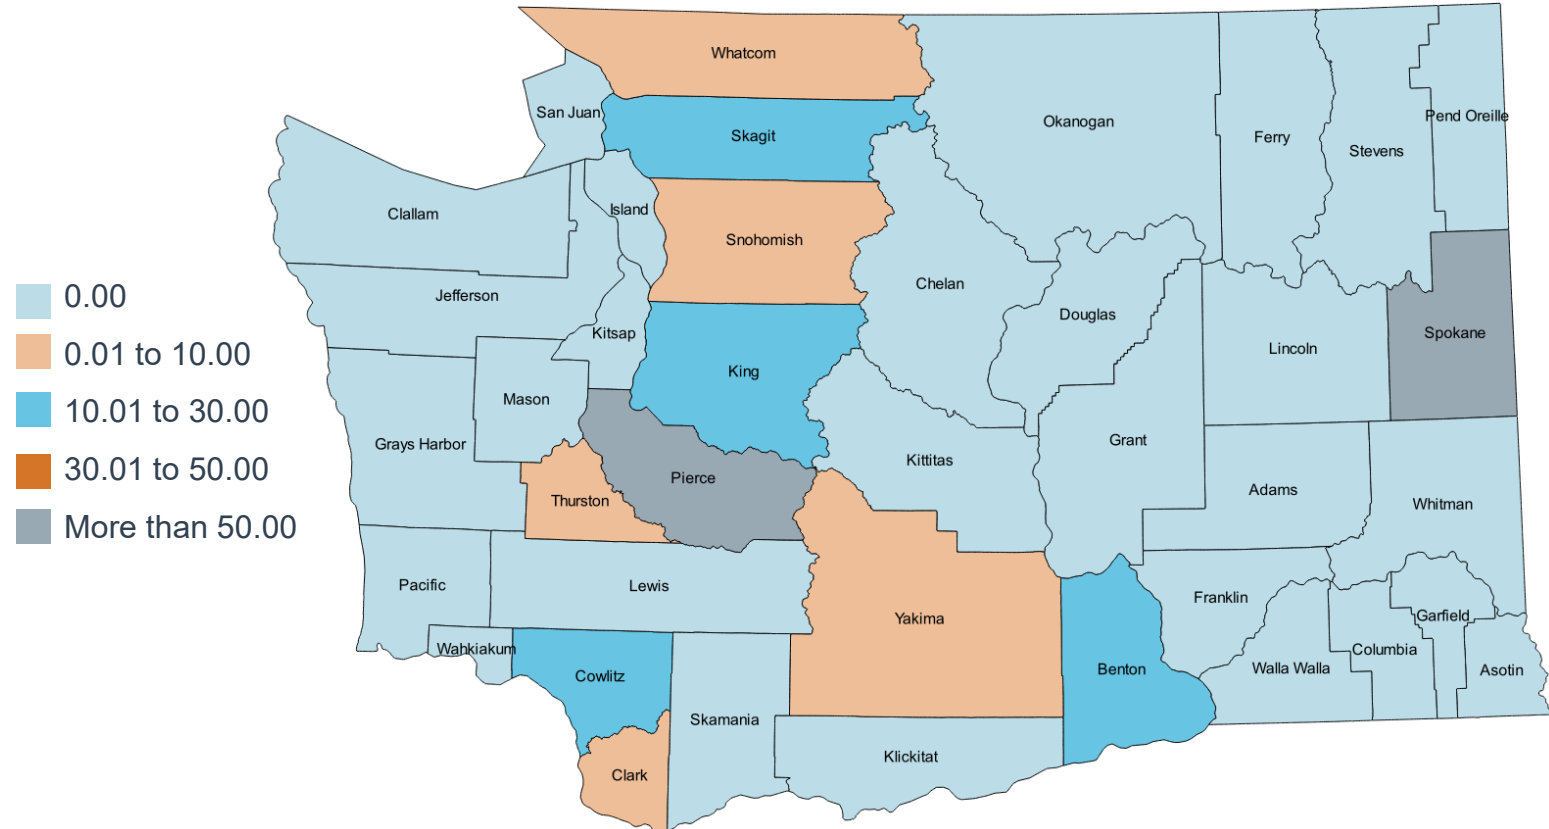 Whatcom
San Juan
Skagit
Okanogan
Ferry
Stevens
Pend Oreille
Clallam
Island
Snohomish
Jefferson
Chelan
Douglas
Kitsap
Lincoln
Spokane
King
Mason
Grays Harbor
Grant
Kittitas
Pierce
Thurston
Adams
Whitman
Pacific
Lewis
Yakima
Franklin
Garfield
Wahkiakum
Cowlitz
Benton
Walla Walla
Columbia
Asotin
Skamania
Klickitat
Clark
0.00
0.01 to 10.00
10.01 to 30.00
30.01 to 50.00
More than 50.00